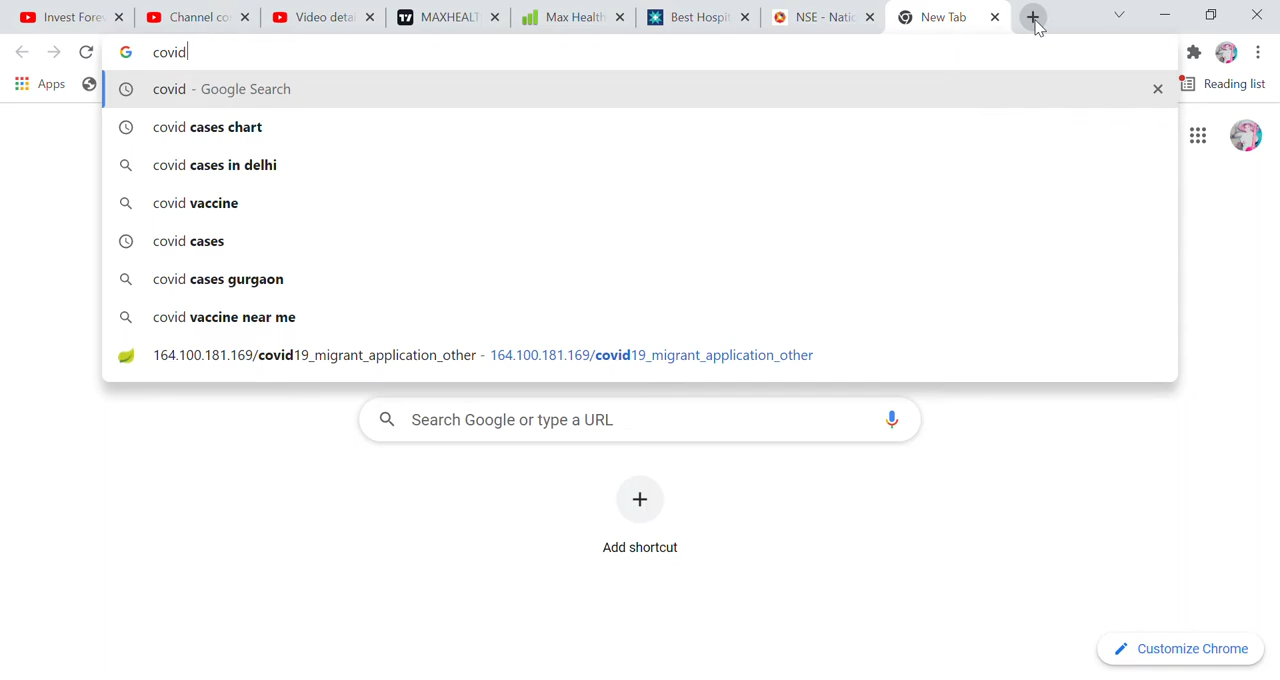 Invest Fore Channel co Video detai MAXHEALT Max Health Best Hospit NSE - Natio New Tab
covid
Apps Reading list
covid - Google Search
covid cases chart
covid cases in delhi
covid vaccine
covid cases
covid cases gurgaon
covid vaccine near me
164.100.181.169/covid19_migrant_application_other - 164.100.181.169/covid19_migrant_application_other
Search Google or type a URL
Add shortcut
Customize Chrome